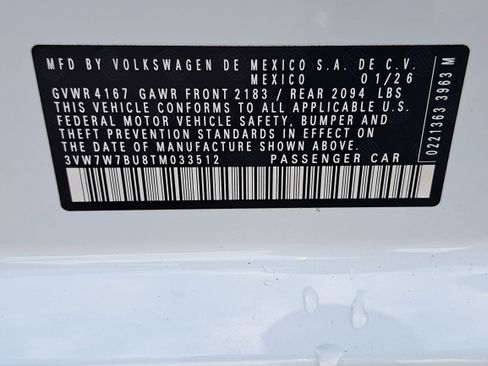 MFD BY VOLKSWAGEN DE MEXICO S.A. DE C.V.
MEXICO 01/26
GVWR 4167 GAWR FRONT 2183 / REAR 2094 LBS
THIS VEHICLE CONFORMS TO ALL APPLICABLE U.S.
FEDERAL MOTOR VEHICLE SAFETY, BUMPER AND
THEFT PREVENTION STANDARDS IN EFFECT ON
THE DATE OF MANUFACTURE SHOWN ABOVE.
3VW7W7BU8TM033512 PASSENGER CAR
0221363 3963 M